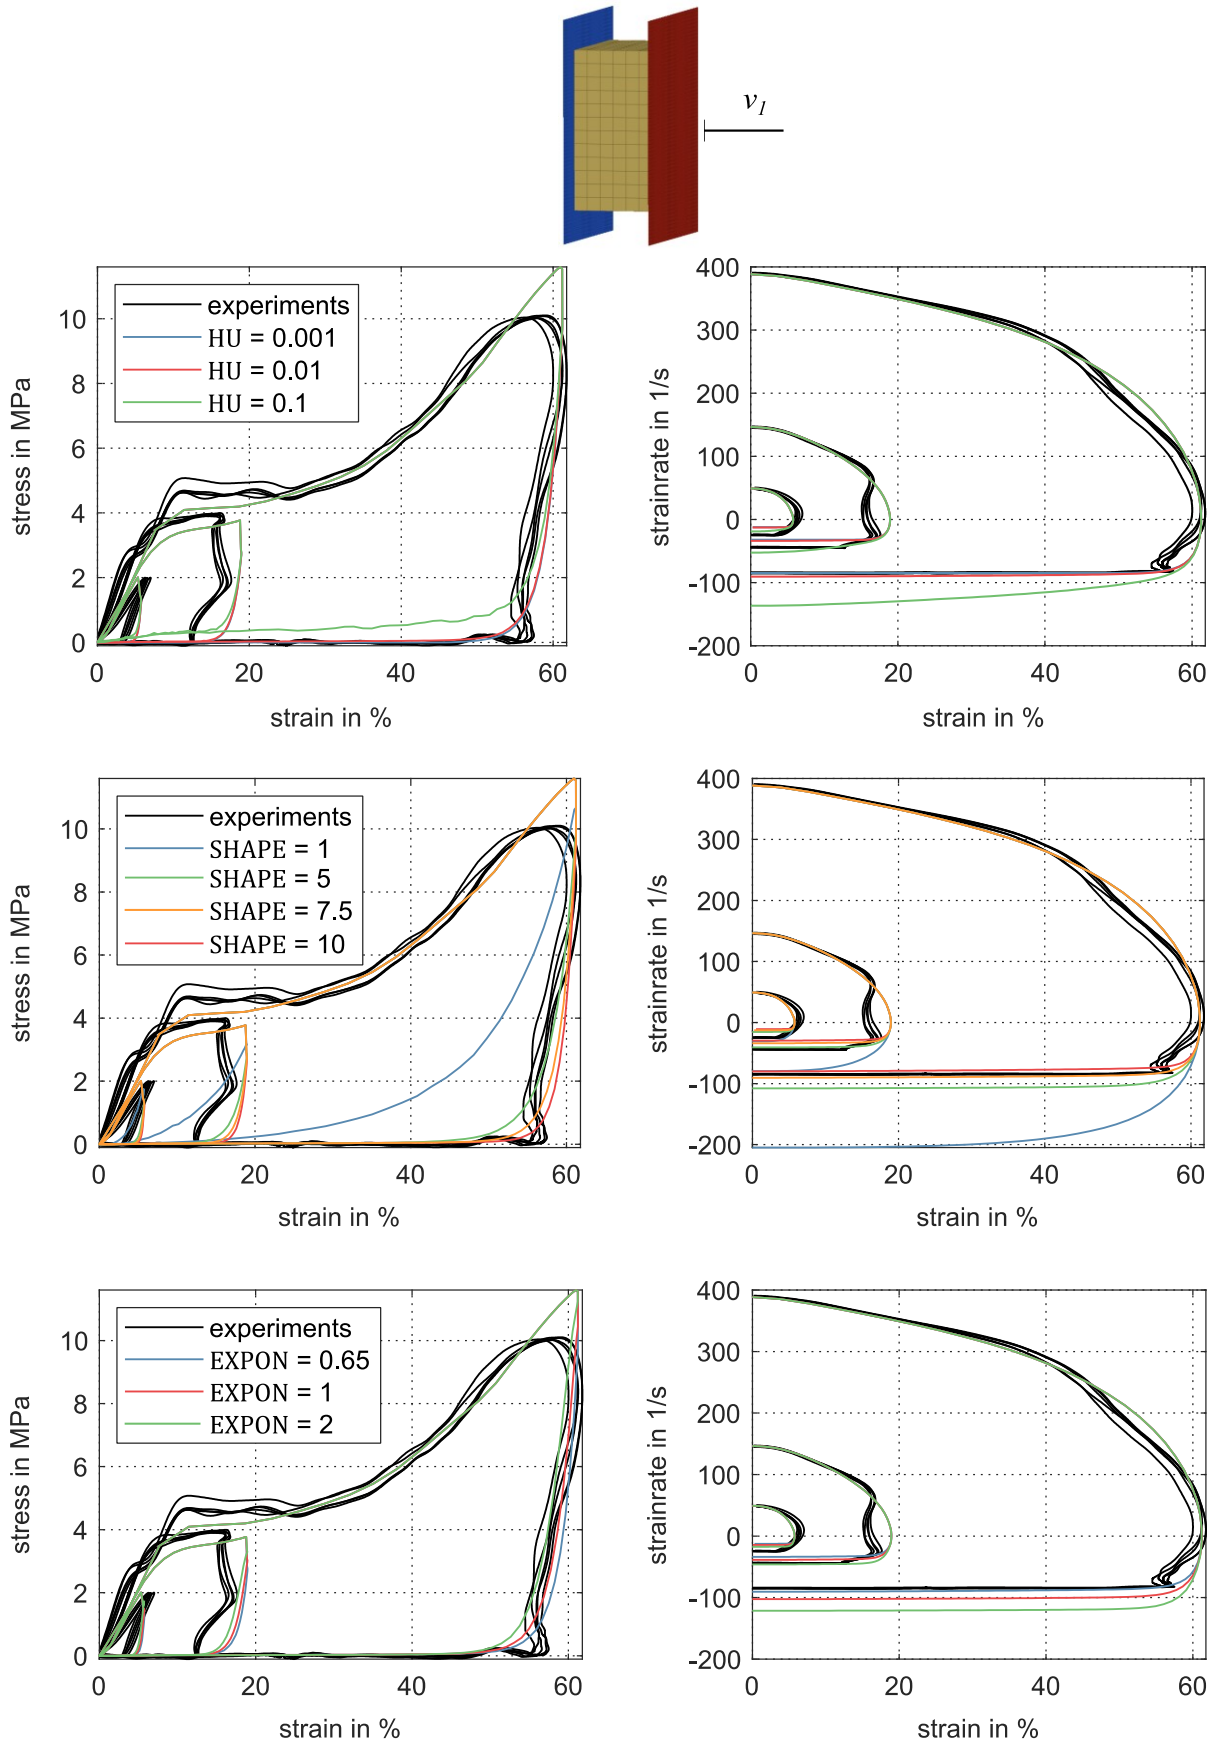 v1
10
8
6
4
2
0
0
20
40
60
stress in MPa
strain in %
experiments
HU = 0.001
HU = 0.01
HU = 0.1
400
300
200
100
0
-100
-200
0
20
40
60
strainrate in 1/s
strain in %
10
8
6
4
2
0
0
20
40
60
stress in MPa
strain in %
experiments
SHAPE = 1
SHAPE = 5
SHAPE = 7.5
SHAPE = 10
400
300
200
100
0
-100
-200
0
20
40
60
strainrate in 1/s
strain in %
10
8
6
4
2
0
0
20
40
60
stress in MPa
strain in %
experiments
EXPON = 0.65
EXPON = 1
EXPON = 2
400
300
200
100
0
-100
-200
0
20
40
60
strainrate in 1/s
strain in %